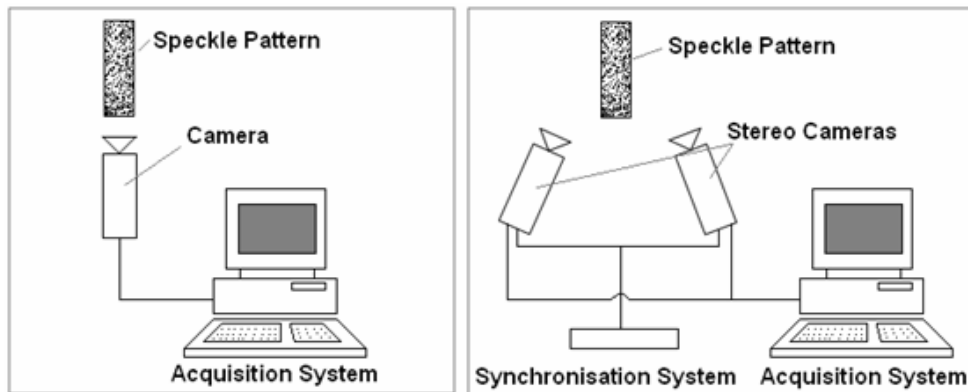 Speckle Pattern
Camera
Acquisition System
Speckle Pattern
Stereo Cameras
Synchronisation System
Acquisition System